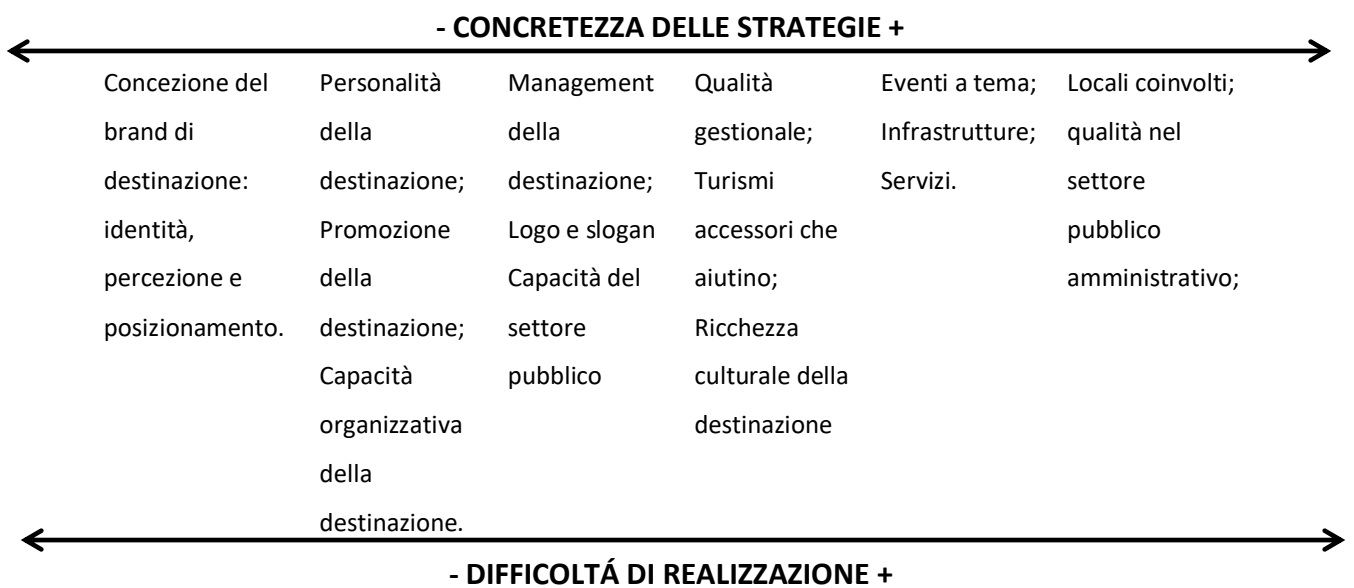 - CONCRETEZZA DELLE STRATEGIE +
Concezione del
brand di
destinazione:
identità,
percezione e
posizionamento.
Personalità
della
destinazione;
Promozione
della
destinazione;
Capacità
organizzativa
della
destinazione.
Management
della
destinazione;
Logo e slogan
Capacità del
settore
pubblico
Qualità
gestionale;
Turismi
accessori che
aiutino;
Ricchezza
culturale della
destinazione
Eventi a tema;
Infrastrutture;
Servizi.
Locali coinvolti;
qualità nel
settore
pubblico
amministrativo;
- DIFFICOLTÁ DI REALIZZAZIONE +